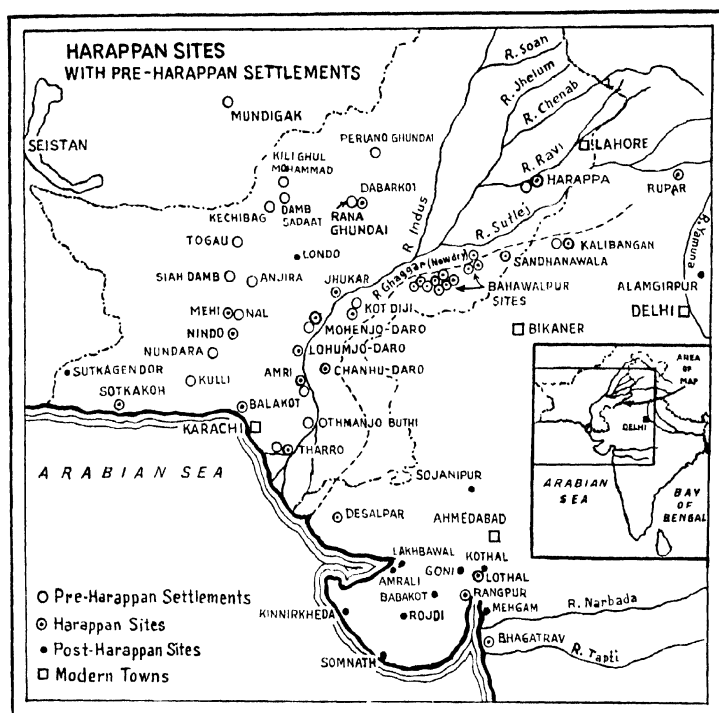 HARAPPAN SITES
WITH PRE-HARAPPAN SETTLEMENTS
R. Soan
R. Jhelum
R. Chenab
MUNDIGAK
SEISTAN
PERIANO GHUNDAI
LAHORE
R. Ravi
KILI GHUL
MOHAMMAD
HARAPPA
RUPAR
DABARKOT
KECHIBAG
DAMB
SADAAT
RANA
GHUNDAI
R. Indus
R. Sutlej
R. Yamuna
TOGAU
LONDO
KALIBANGAN
R. Ghaggar (Now dry)
SANDHANAWALA
SIAH DAMB
ANJIRA
JHUKAR
BAHAWALPUR
SITES
ALAMGIRPUR
MEHI
NAL
KOT DIJI
DELHI
NINDO
MOHENJO-DARO
BIKANER
NUNDARA
LOHUMJO-DARO
SUTKAGENDOR
KULLI
AMRI
CHANHU-DARO
SOTKAKOH
BALAKOT
KARACHI
OTHMANJO BUTHI
THARRO
ARABIAN SEA
SOJANIPUR
DESALPAR
AHMEDABAD
LAKHBAWAL
KOTHAL
AMRALI
GONI
LOTHAL
BABAKOT
RANGPUR
KINNIRKHEDA
ROJDI
MEHGAM
R. Narbada
BHAGATRAV
R. Tapti
SOMNATH
AREA
OF
MAP
DELHI
ARABIAN
SEA
BAY
OF
BENGAL
Pre-Harappan Settlements
Harappan Sites
Post-Harappan Sites
Modern Towns